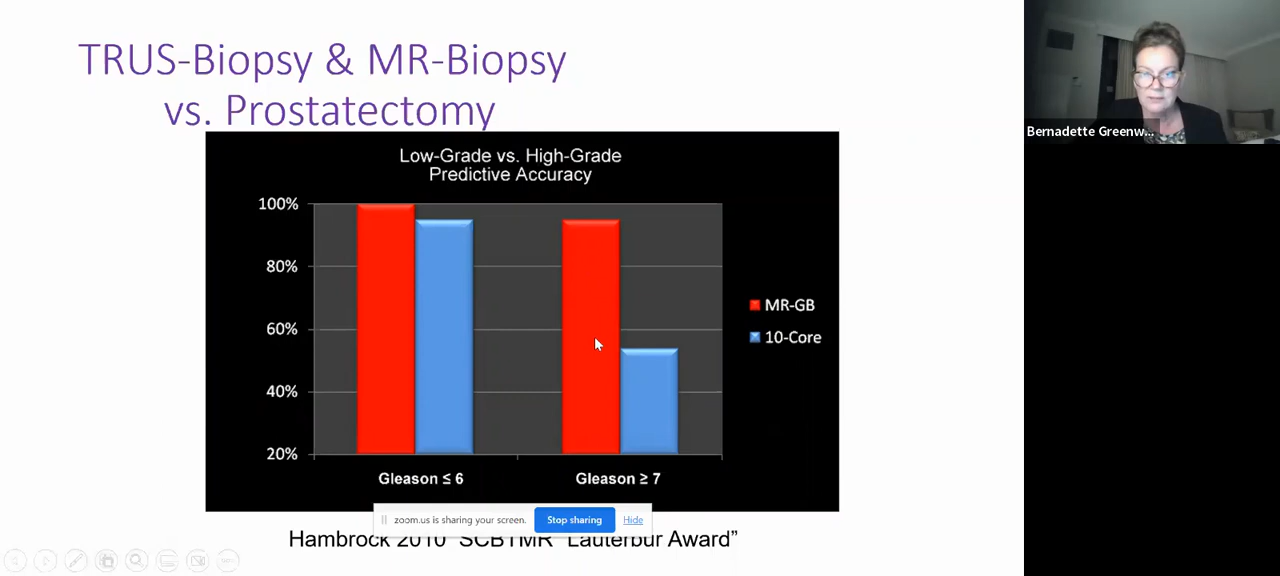 TRUS-Biopsy & MR-Biopsy
vs. Prostatectomy
Low-Grade vs. High-Grade
Predictive Accuracy
100%
80%
60%
40%
20%
Gleason ≤ 6
Gleason ≥ 7
MR-GB
10-Core
zoom.us is sharing your screen.
Stop sharing
Hide
Hambrock 2010 "SCBTMR "Lauterbur Award"
Bernadette Greenw...